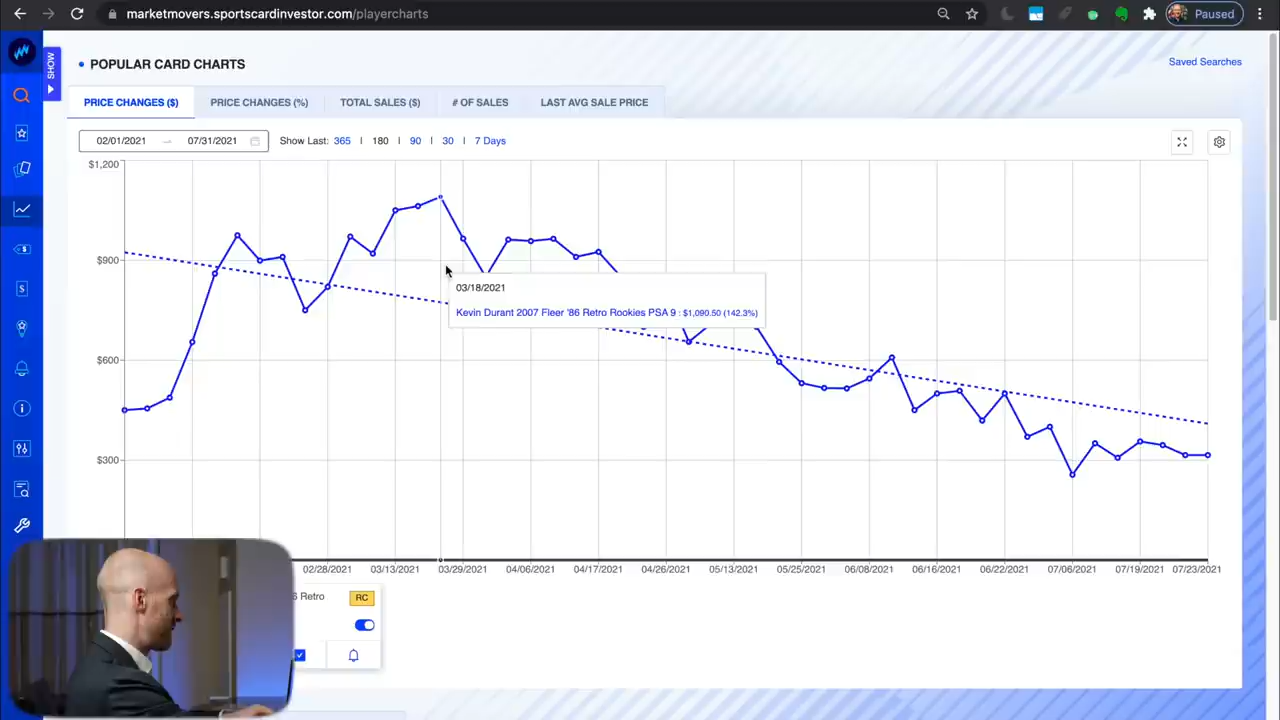 marketmovers.sportscardinvestor.com/playercharts
Paused
SHOW
POPULAR CARD CHARTS
Saved Searches
PRICE CHANGES ($)
PRICE CHANGES (%)
TOTAL SALES ($)
# OF SALES
LAST AVG SALE PRICE
02/01/2021 → 07/31/2021
Show Last: 365 | 180 | 90 | 30 | 7 Days
$1,200
$900
$600
$300
03/18/2021
Kevin Durant 2007 Fleer '86 Retro Rookies PSA 9 : $1,090.50 (142.3%)
02/28/2021 03/13/2021 03/29/2021 04/06/2021 04/17/2021 04/26/2021 05/13/2021 05/25/2021 06/08/2021 06/16/2021 06/22/2021 07/06/2021 07/19/2021 07/23/2021
6 Retro
RC